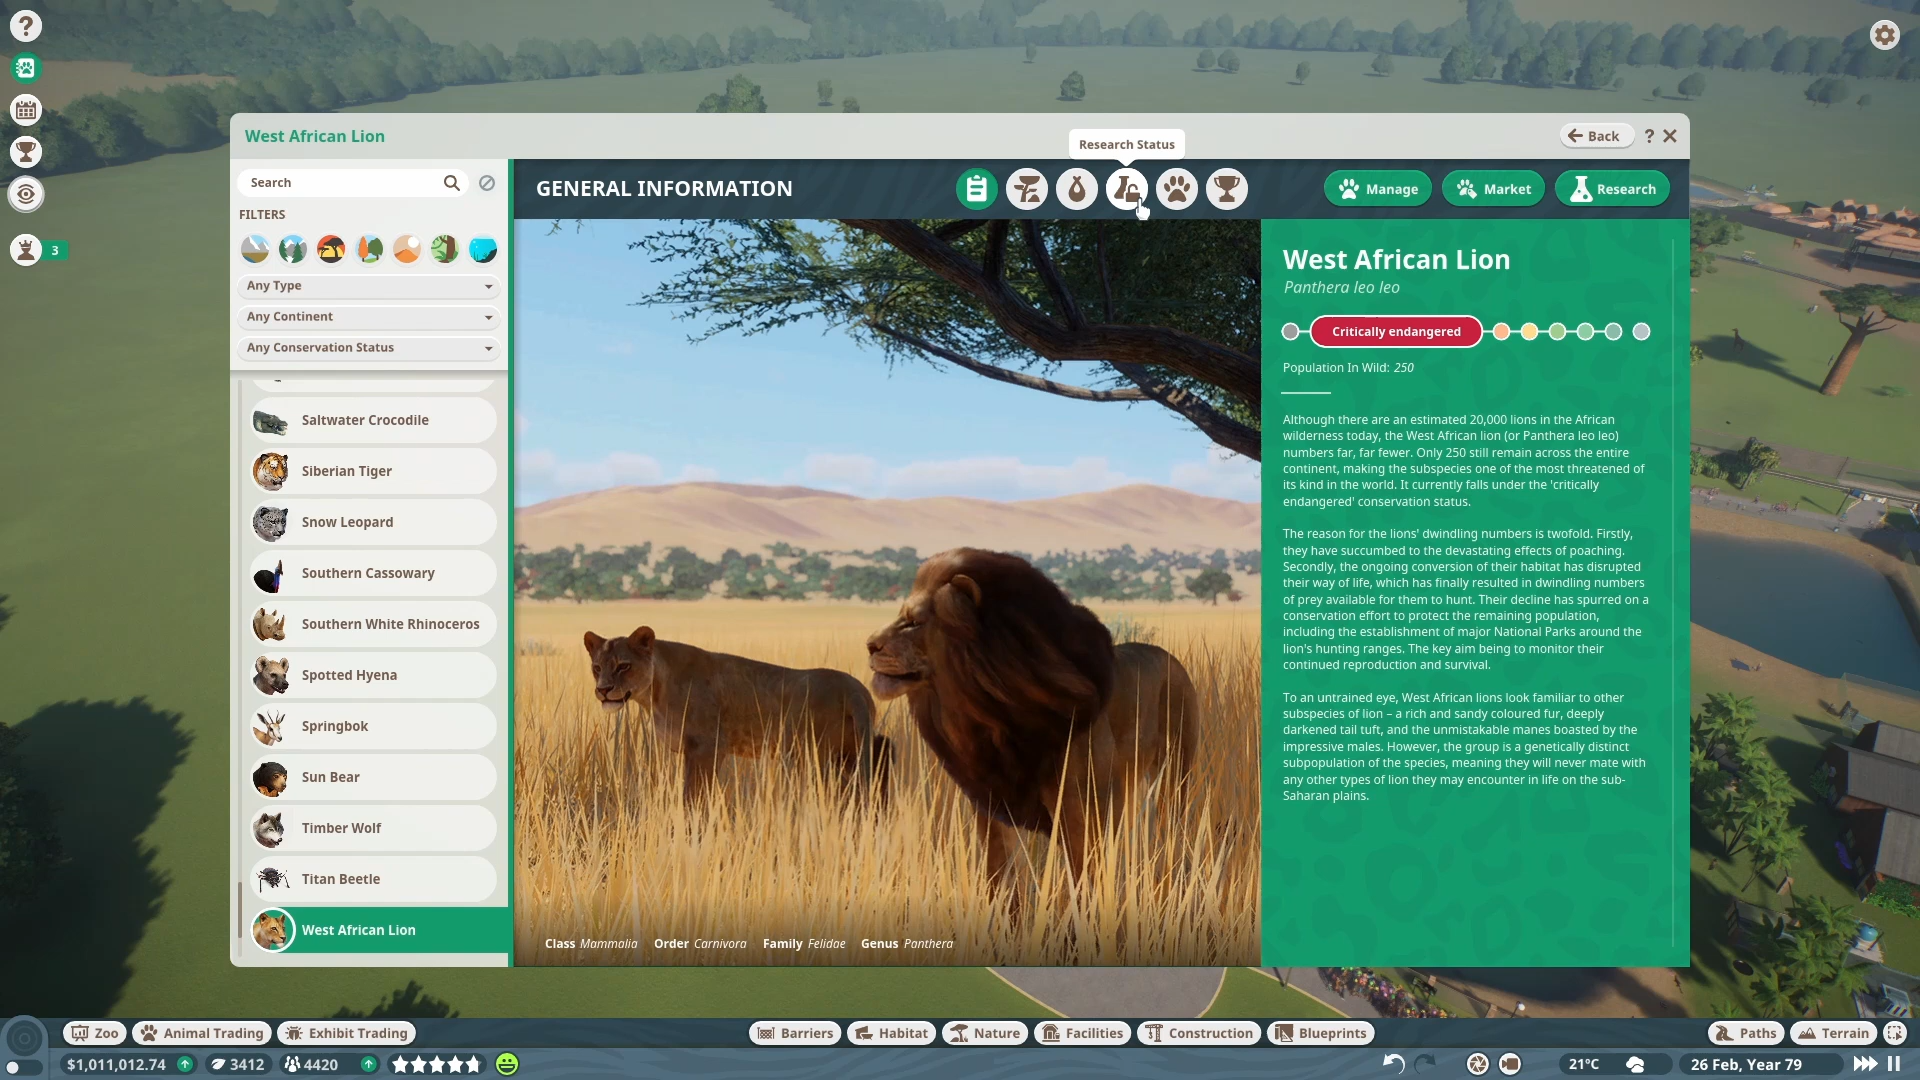 West African Lion
Research Status
Back
?
Search
GENERAL INFORMATION
Manage
Market
Research
FILTERS
Any Type
Any Continent
Any Conservation Status
3
Saltwater Crocodile
Siberian Tiger
Snow Leopard
Southern Cassowary
Southern White Rhinoceros
Spotted Hyena
Springbok
Sun Bear
Timber Wolf
Titan Beetle
West African Lion
Class Mammalia Order Carnivora Family Felidae Genus Panthera
West African Lion
Panthera leo leo
Critically endangered
Population In Wild: 250
Although there are an estimated 20,000 lions in the African
wilderness today, the West African lion (or Panthera leo leo)
numbers far, far fewer. Only 250 still remain across the entire
continent, making the subspecies one of the most threatened of
its kind in the world. It currently falls under the 'critically
endangered' conservation status.
The reason for the lions' dwindling numbers is twofold. Firstly,
they have succumbed to the devastating effects of poaching.
Secondly, the ongoing conversion of their habitat has disrupted
their way of life, which has finally resulted in dwindling numbers
of prey available for them to hunt. Their decline has spurred on a
conservation effort to protect the remaining population,
including the establishment of major National Parks around the
lion's hunting ranges. The key aim being to monitor their
continued reproduction and survival.
To an untrained eye, West African lions look familiar to other
subspecies of lion – a rich and sandy coloured fur, deeply
darkened tail tuft, and the unmistakable manes boasted by the
impressive males. However, the group is a genetically distinct
subpopulation of the species, meaning they will never mate with
any other types of lion they may encounter in life on the sub-
Saharan plains.
Zoo
Animal Trading
Exhibit Trading
Barriers
Habitat
Nature
Facilities
Construction
Blueprints
Paths
Terrain
$1,011,012.74
3412
4420
21°C
26 Feb, Year 79